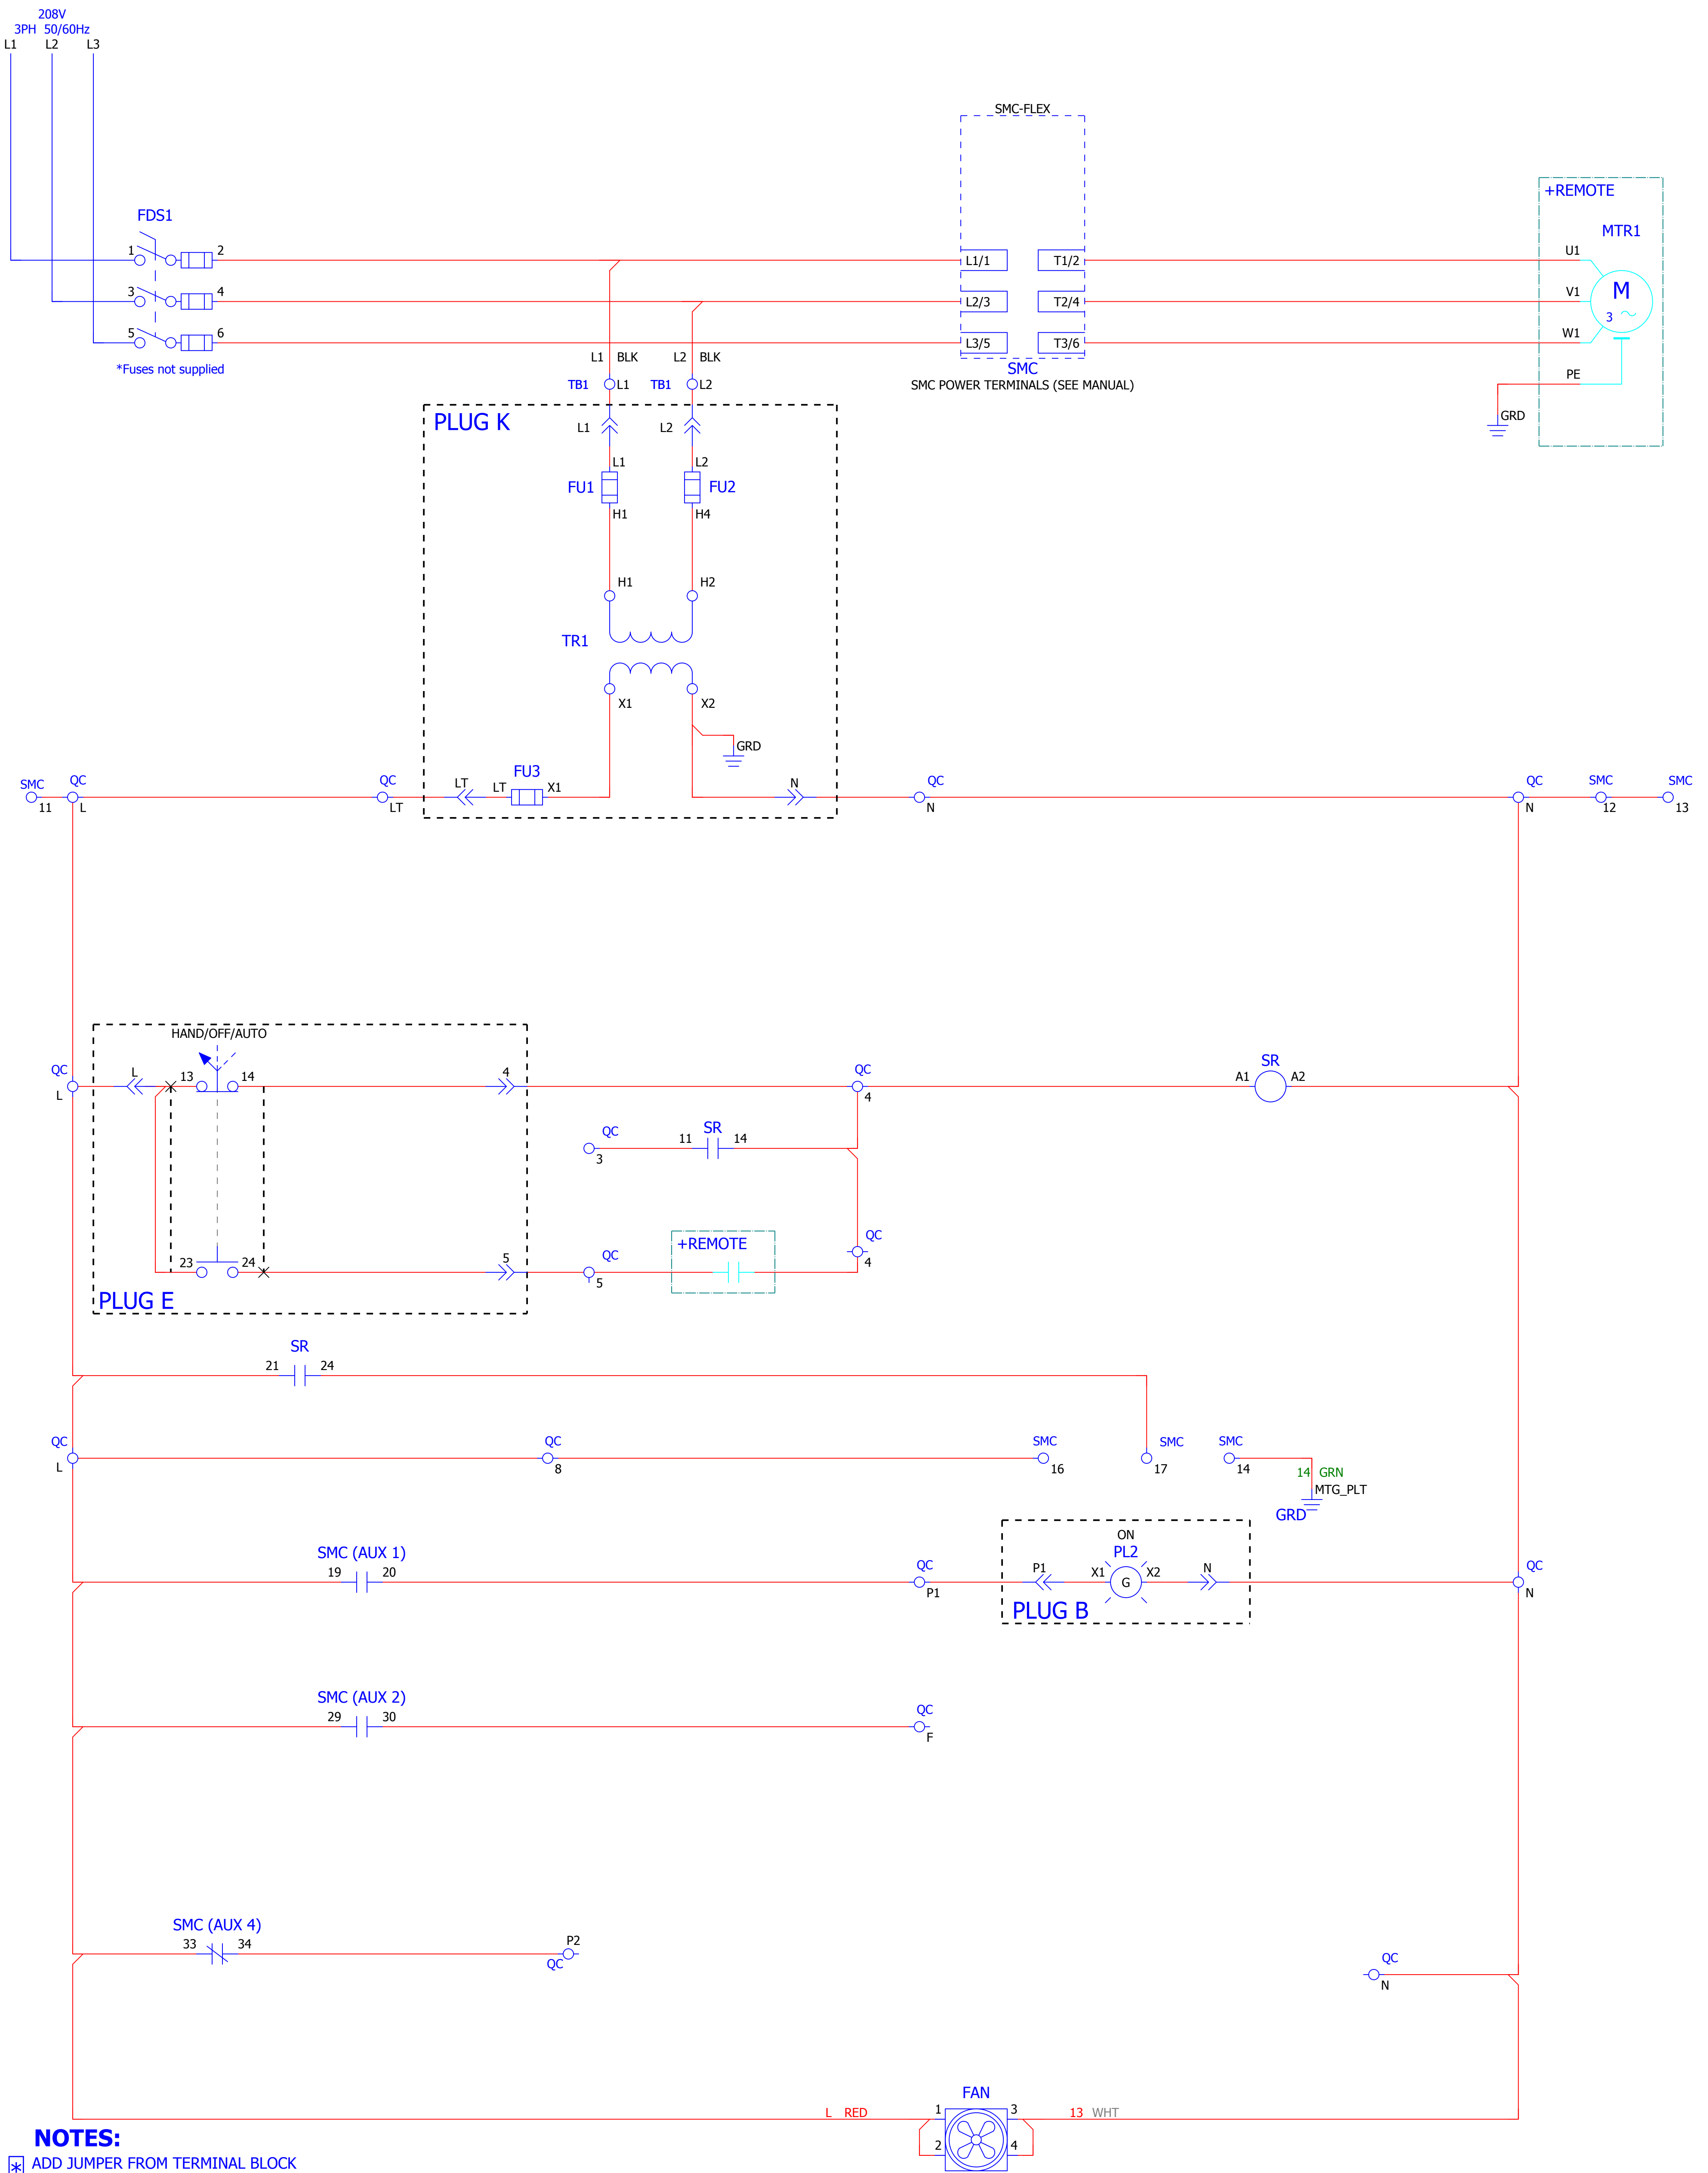 208V
3PH 50/60Hz
L1 L2 L3
SMC-FLEX
+REMOTE
FDS1
MTR1
1 2
L1/1 T1/2
U1
3 4
L2/3 T2/4
V1
M
3
5 6
L3/5 T3/6
W1
*Fuses not supplied
L1 BLK L2 BLK
SMC
TB1 L1 TB1 L2
SMC POWER TERMINALS (SEE MANUAL)
PE
GRD
PLUG K
L1 L2
L1 L2
FU1 FU2
H1 H4
H1 H2
TR1
X1 X2
GRD
FU3
SMC QC QC LT LT X1 N QC QC SMC SMC
11 L LT N N 12 13
HAND/OFF/AUTO
QC L 13 14 4 QC SR
L 4 A1 A2
QC 11 SR 14
3
+REMOTE QC
23 24 5 QC 4
5
PLUG E
SR
21 24
QC QC SMC SMC SMC
L 8 16 17 14
14 GRN
MTG_PLT
GRD
ON
SMC (AUX 1) PL2
19 20 QC P1 X1 G X2 N QC
P1 N
PLUG B
SMC (AUX 2)
29 30 QC
F
SMC (AUX 4)
33 34 P2
QC QC
N
FAN
L RED 1 3 13 WHT
2 4
NOTES:
* ADD JUMPER FROM TERMINAL BLOCK